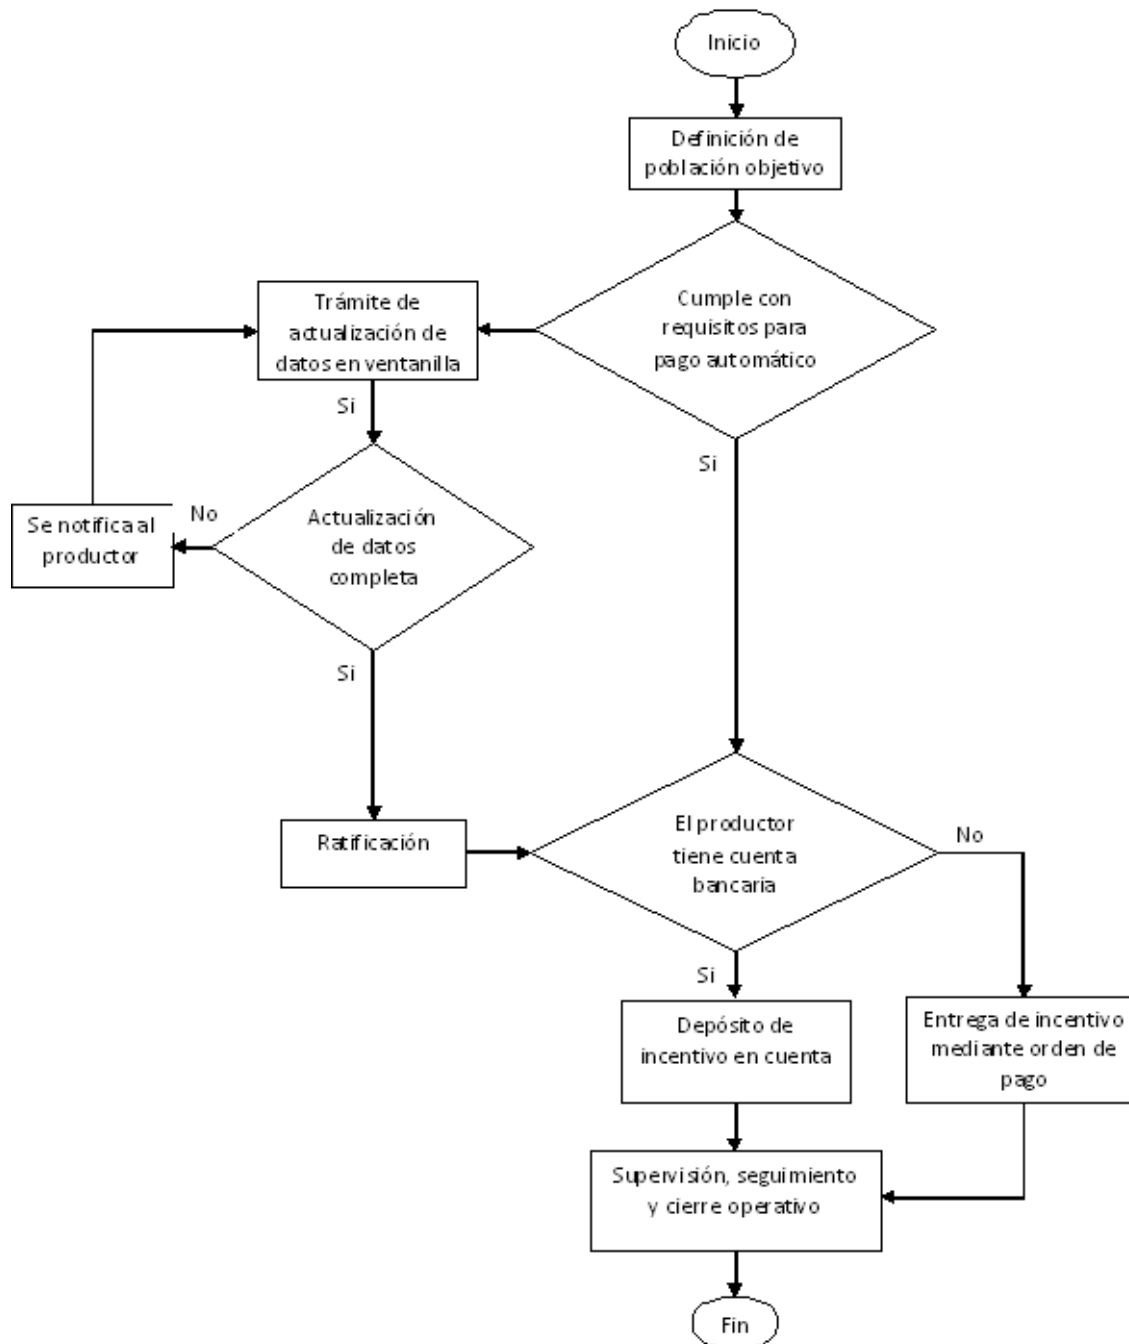 Inicio
Definición de
población objetivo
Cumple con
requisitos para
pago automático
Trámite de
actualización de
datos en ventanilla
Si
Si
Actualización
de datos
completa
No
Se notifica al
productor
Si
Ratificación
El productor
tiene cuenta
bancaria
No
Si
Depósito de
incentivo en cuenta
Entrega de incentivo
mediante orden de
pago
Supervisión, seguimiento
y cierre operativo
Fin